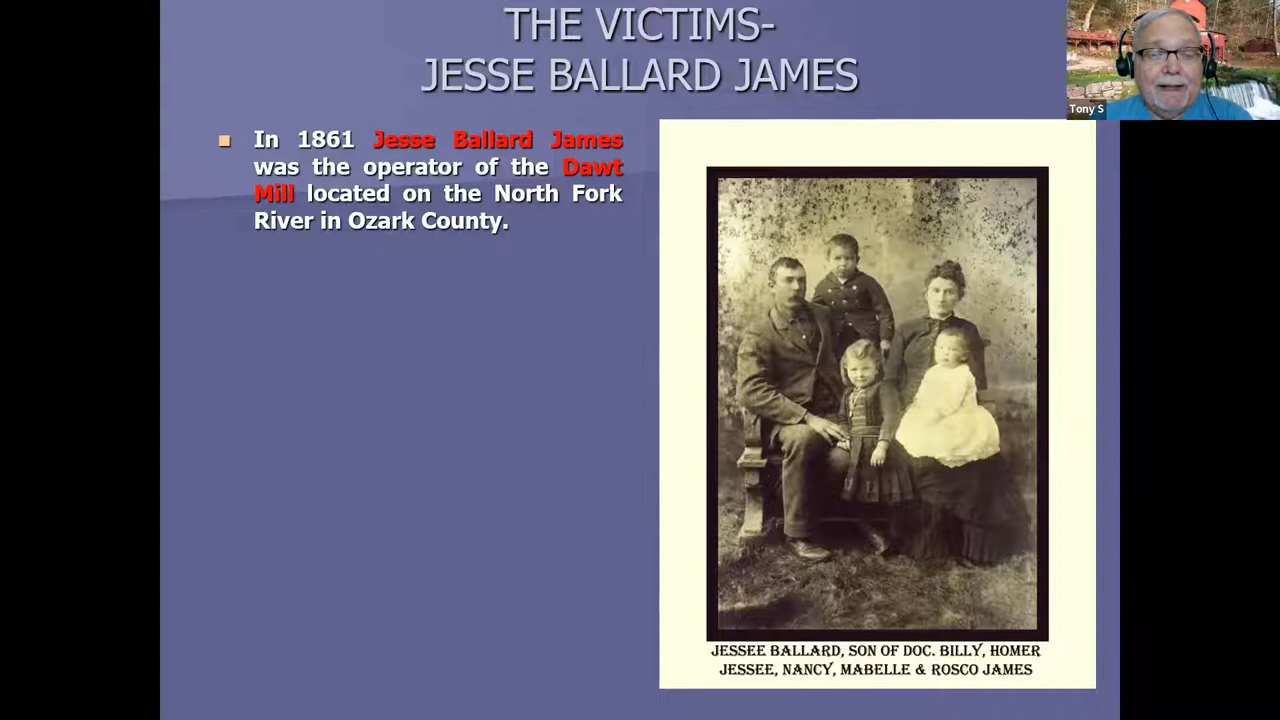 THE VICTIMS-
JESSE BALLARD JAMES
Tony S
In 1861 Jesse Ballard James
was the operator of the Dawt
Mill located on the North Fork
River in Ozark County.
JESSEE BALLARD, SON OF DOC. BILLY, HOMER
JESSEE, NANCY, MABELLE & ROSCO JAMES